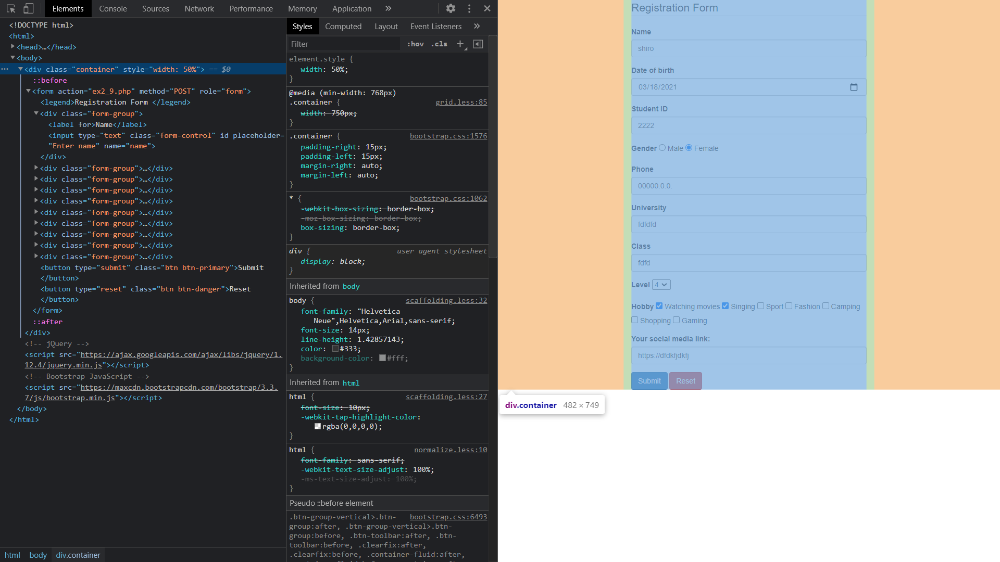 Elements Console Sources Network Performance Memory Application
<!DOCTYPE html>
<html>
<head>…</head>
<body>
<div class="container" style="width: 50%"> == $0
::before
<form action="ex2_9.php" method="POST" role="form">
<legend>Registration Form </legend>
<div class="form-group">
<label for>Name</label>
<input type="text" class="form-control" id placeholder=
"Enter name" name="name">
</div>
<div class="form-group">…</div>
<div class="form-group">…</div>
<div class="form-group">…</div>
<div class="form-group">…</div>
<div class="form-group">…</div>
<div class="form-group">…</div>
<div class="form-group">…</div>
<div class="form-group">…</div>
<div class="form-group">…</div>
<button type="submit" class="btn btn-primary">Submit
</button>
<button type="reset" class="btn btn-danger">Reset
</button>
</form>
::after
</div>
<!-- jQuery -->
<script src="https://ajax.googleapis.com/ajax/libs/jquery/1.
12.4/jquery.min.js"></script>
<!-- Bootstrap JavaScript -->
<script src="https://maxcdn.bootstrapcdn.com/bootstrap/3.3.
7/js/bootstrap.min.js"></script>
</body>
</html>
html body div.container
Styles Computed Layout Event Listeners
Filter :hov .cls
element.style {
width: 50%;
}
@media (min-width: 768px)
.container { grid.less:85
width: 750px;
}
.container { bootstrap.css:1576
padding-right: 15px;
padding-left: 15px;
margin-right: auto;
margin-left: auto;
}
* { bootstrap.css:1062
-webkit-box-sizing: border-box;
-moz-box-sizing: border-box;
box-sizing: border-box;
}
div { user agent stylesheet
display: block;
}
Inherited from body
body { scaffolding.less:32
font-family: "Helvetica
Neue",Helvetica,Arial,sans-serif;
font-size: 14px;
line-height: 1.42857143;
color: #333;
background-color: #fff;
}
Inherited from html
html { scaffolding.less:27
font-size: 10px;
-webkit-tap-highlight-color:
rgba(0,0,0,0);
}
html { normalize.less:10
font-family: sans-serif;
-webkit-text-size-adjust: 100%;
-ms-text-size-adjust: 100%;
}
Pseudo ::before element
.btn-group-vertical>.btn- bootstrap.css:6493
group:after, .btn-group-vertical>.btn-
group:before, .btn-toolbar:after, .btn-
toolbar:before, .clearfix:after,
.clearfix:before, .container-fluid:after,
Registration Form
Name
shiro
Date of birth
03/18/2021
Student ID
2222
Gender Male Female
Phone
00000.0.0.
University
fdfdfd
Class
fdfd
Level 4
Hobby Watching movies Singing Sport Fashion Camping
Shopping Gaming
Your social media link:
https://dfdkfjdkfj
Submit Reset
div.container 482 × 749